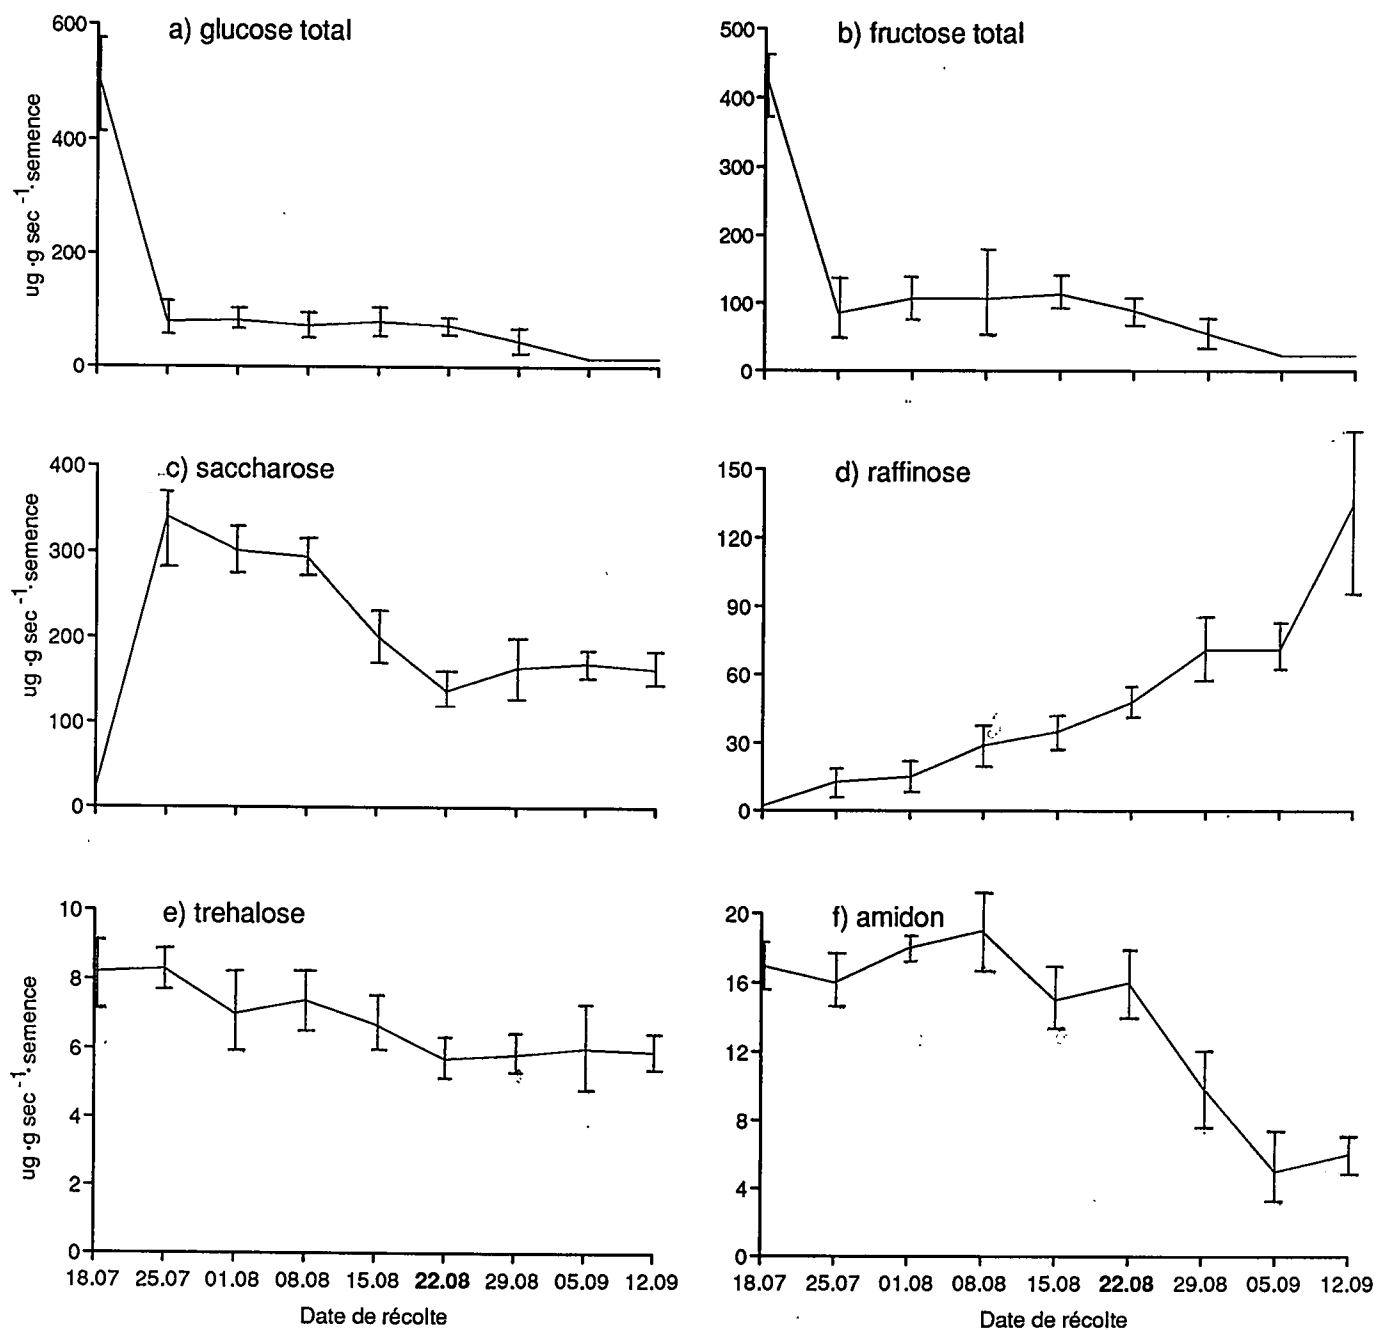 a) glucose total
600
400
200
0
ug ·g sec -1· semence
b) fructose total
500
400
300
200
100
0
c) saccharose
400
300
200
100
0
ug ·g sec -1· semence
d) raffinose
150
120
90
60
30
0
e) trehalose
10
8
6
4
2
0
ug ·g sec -1· semence
18.07 25.07 01.08 08.08 15.08 22.08 29.08 05.09 12.09
Date de récolte
f) amidon
20
16
12
8
4
0
18.07 25.07 01.08 08.08 15.08 22.08 29.08 05.09 12.09
Date de récolte